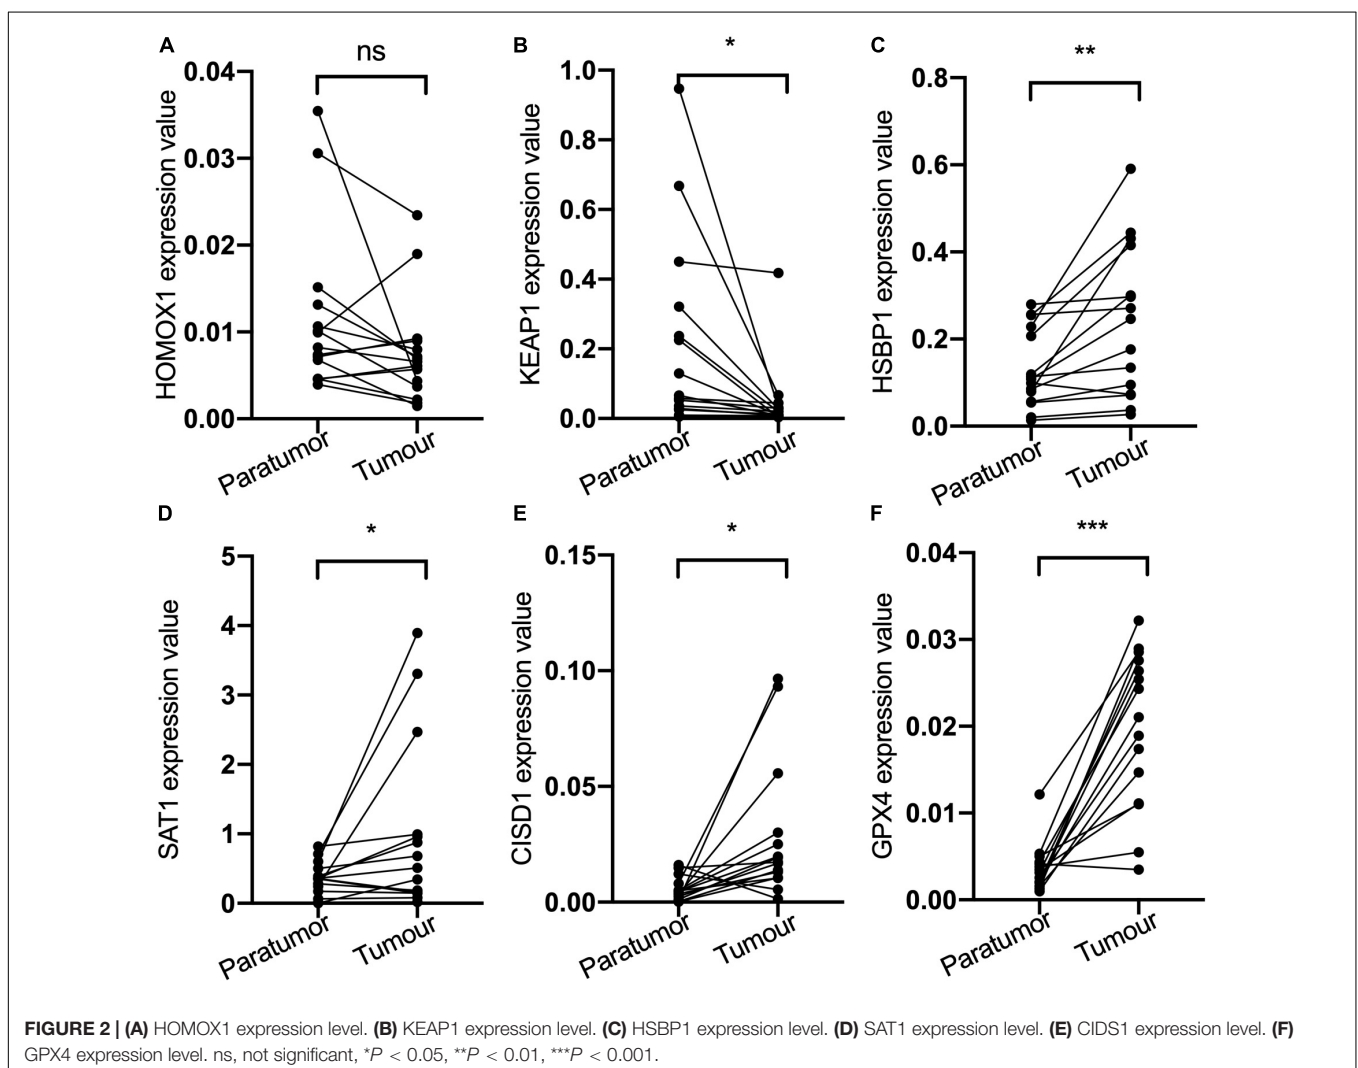 A
ns
HOMOX1 expression value
0.04
0.03
0.02
0.01
0.00
Paratumor
Tumour
B
*
KEAP1 expression value
1.0
0.8
0.6
0.4
0.2
0.0
Paratumor
Tumour
C
**
HSBP1 expression value
0.8
0.6
0.4
0.2
0.0
Paratumor
Tumour
D
*
SAT1 expression value
5
4
3
2
1
0
Paratumor
Tumour
E
*
CISD1 expression value
0.15
0.10
0.05
0.00
Paratumor
Tumour
F
***
GPX4 expression value
0.04
0.03
0.02
0.01
0.00
Paratumor
Tumour
FIGURE 2 | (A) HOMOX1 expression level. (B) KEAP1 expression level. (C) HSBP1 expression level. (D) SAT1 expression level. (E) CIDS1 expression level. (F)
GPX4 expression level. ns, not significant, *P < 0.05, **P < 0.01, ***P < 0.001.